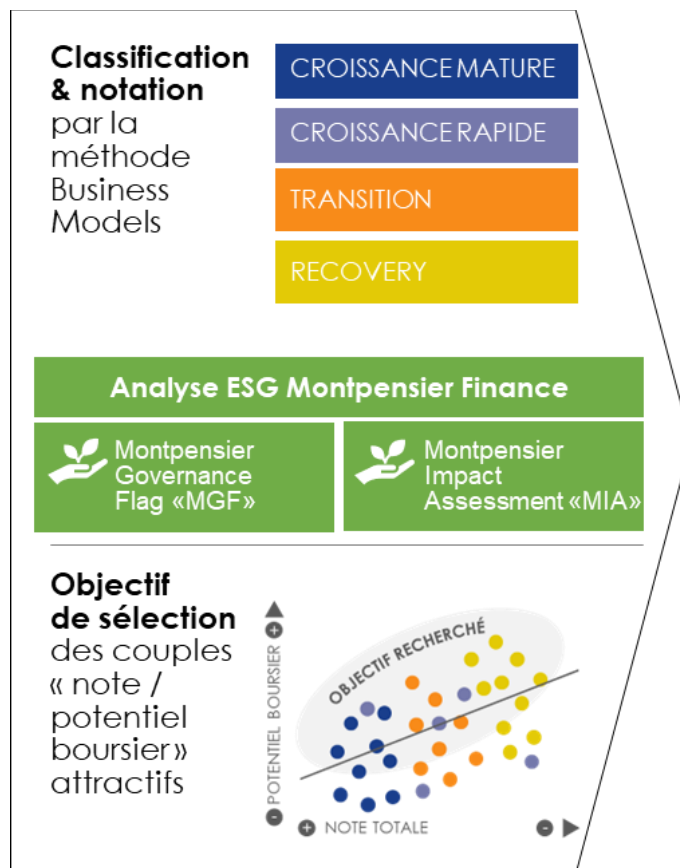 Classification
& notation
par la
méthode
Business
Models
CROISSANCE MATURE
CROISSANCE RAPIDE
TRANSITION
RECOVERY
Analyse ESG Montpensier Finance
Montpensier
Governance
Flag «MGF»
Montpensier
Impact
Assessment «MIA»
Objectif
de sélection
des couples
« note /
potentiel
boursier»
attractifs
POTENTIEL BOURSIER
OBJECTIF RECHERCHÉ
NOTE TOTALE